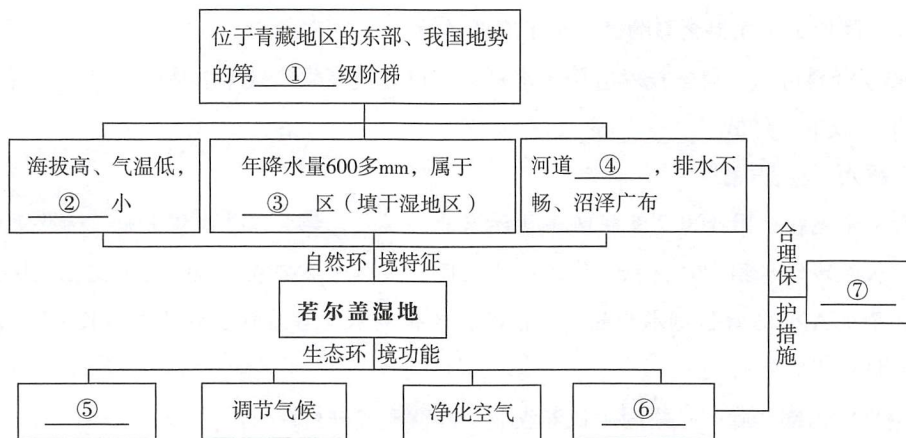 位于青藏地区的东部、我国地势
的第 ① 级阶梯
海拔高、气温低,
② 小
年降水量600多mm,属于
③ 区(填干湿地区)
河道 ④ ,排水不
畅、沼泽广布
自然环境特征
若尔盖湿地
生态环境功能
合理保护措施
⑦
⑤
调节气候
净化空气
⑥